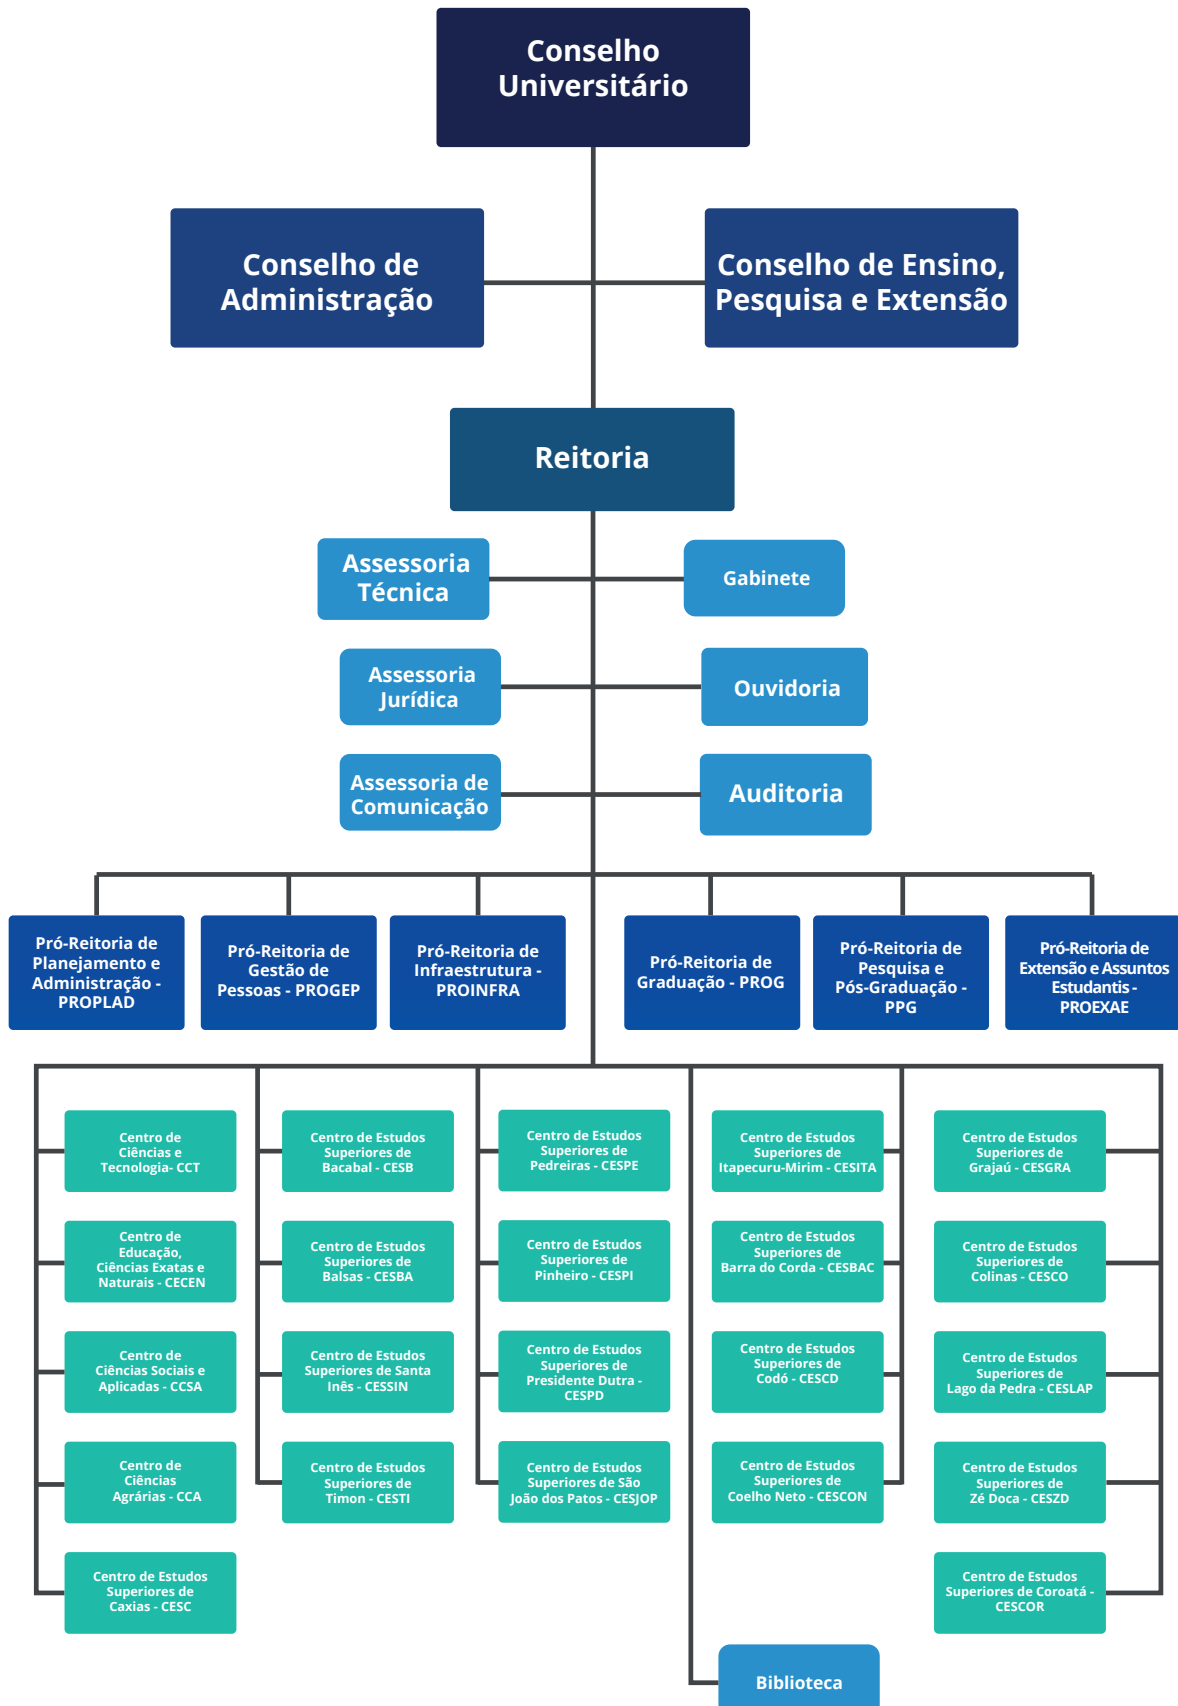 Conselho
Universitário
Conselho de
Administração
Conselho de Ensino,
Pesquisa e Extensão
Reitoria
Assessoria
Técnica
Gabinete
Assessoria
Jurídica
Ouvidoria
Assessoria de
Comunicação
Auditoria
Pró-Reitoria de
Planejamento e
Administração -
PROPLAD
Pró-Reitoria de
Gestão de
Pessoas - PROGEP
Pró-Reitoria de
Infraestrutura -
PROINFRA
Pró-Reitoria de
Graduação - PROG
Pró-Reitoria de
Pesquisa e
Pós-Graduação -
PPG
Pró-Reitoria de
Extensão e Assuntos
Estudantis -
PROEXAE
Centro de
Ciências e
Tecnologia- CCT
Centro de Estudos
Superiores de
Bacabal - CESB
Centro de Estudos
Superiores de
Pedreiras - CESPE
Centro de Estudos
Superiores de
Itapecuru-Mirim - CESITA
Centro de Estudos
Superiores de
Grajaú - CESGRA
Centro de
Educação,
Ciências Exatas e
Naturais - CECEN
Centro de Estudos
Superiores de
Balsas - CESBA
Centro de Estudos
Superiores de
Pinheiro - CESPI
Centro de Estudos
Superiores de
Barra do Corda - CESBAC
Centro de Estudos
Superiores de
Colinas - CESCO
Centro de
Ciências Sociais e
Aplicadas - CCSA
Centro de Estudos
Superiores de Santa
Inês - CESSIN
Centro de Estudos
Superiores de
Presidente Dutra -
CESPD
Centro de Estudos
Superiores de
Codó - CESCD
Centro de Estudos
Superiores de
Lago da Pedra - CESLAP
Centro de
Ciências
Agrárias - CCA
Centro de Estudos
Superiores de
Timon - CESTI
Centro de Estudos
Superiores de São
João dos Patos - CESJOP
Centro de Estudos
Superiores de
Coelho Neto - CESCON
Centro de Estudos
Superiores de
Zé Doca - CESZD
Centro de Estudos
Superiores de
Caxias - CESC
Centro de Estudos
Superiores de Coroatá -
CESCOR
Biblioteca